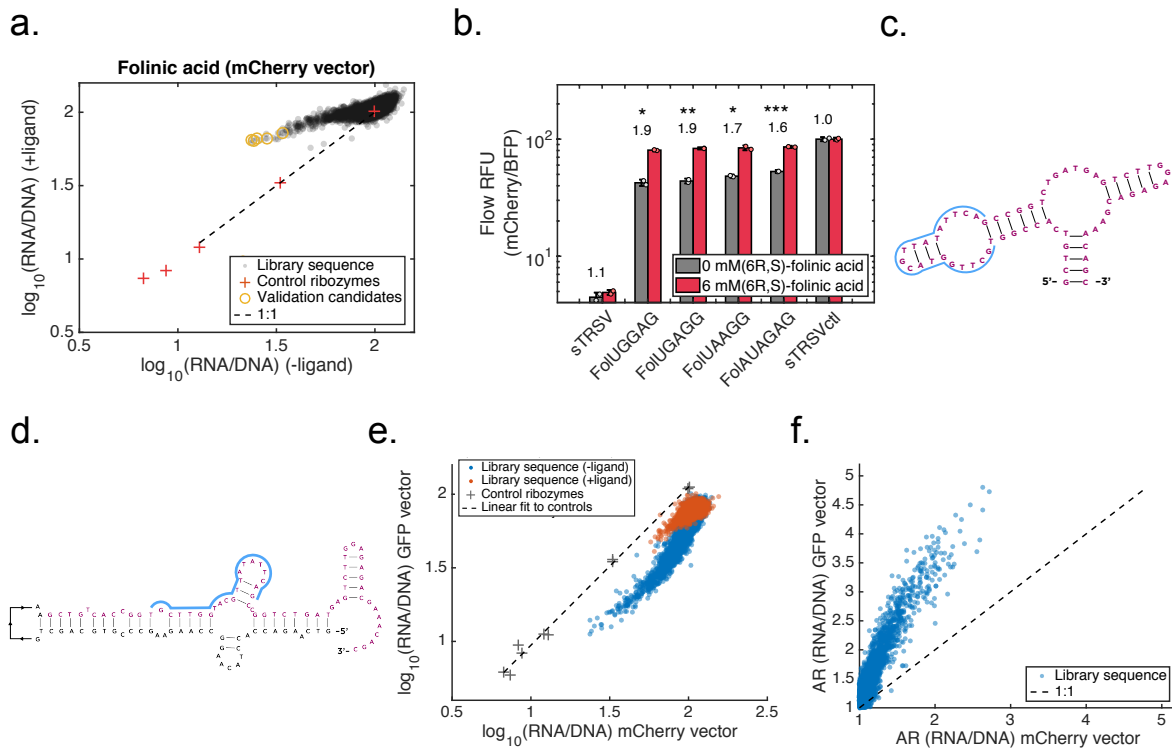 a.
Folinic acid (mCherry vector)
log10(RNA/DNA) (+ligand)
2
1.5
1
0.5
0.5
1
1.5
2
log10(RNA/DNA) (-ligand)
Library sequence
Control ribozymes
Validation candidates
1:1
b.
Flow RFU
(mCherry/BFP)
10^2
10^1
* ** * ***
1.1 1.9 1.9 1.7 1.6 1.0
0 mM(6R,S)-folinic acid
6 mM(6R,S)-folinic acid
sTRSV
FolUGGAG
FolUGAGG
FolUAAGG
FolAUAGAG
sTRSVctl
c.
5'–
–3'
d.
–5'
3'–
e.
log10(RNA/DNA) GFP vector
2
1.5
1
0.5
0.5
1
1.5
2
2.5
log10(RNA/DNA) mCherry vector
Library sequence (-ligand)
Library sequence (+ligand)
Control ribozymes
Linear fit to controls
f.
AR (RNA/DNA) GFP vector
5
4.5
4
3.5
3
2.5
2
1.5
1
1
2
3
4
5
AR (RNA/DNA) mCherry vector
Library sequence
1:1